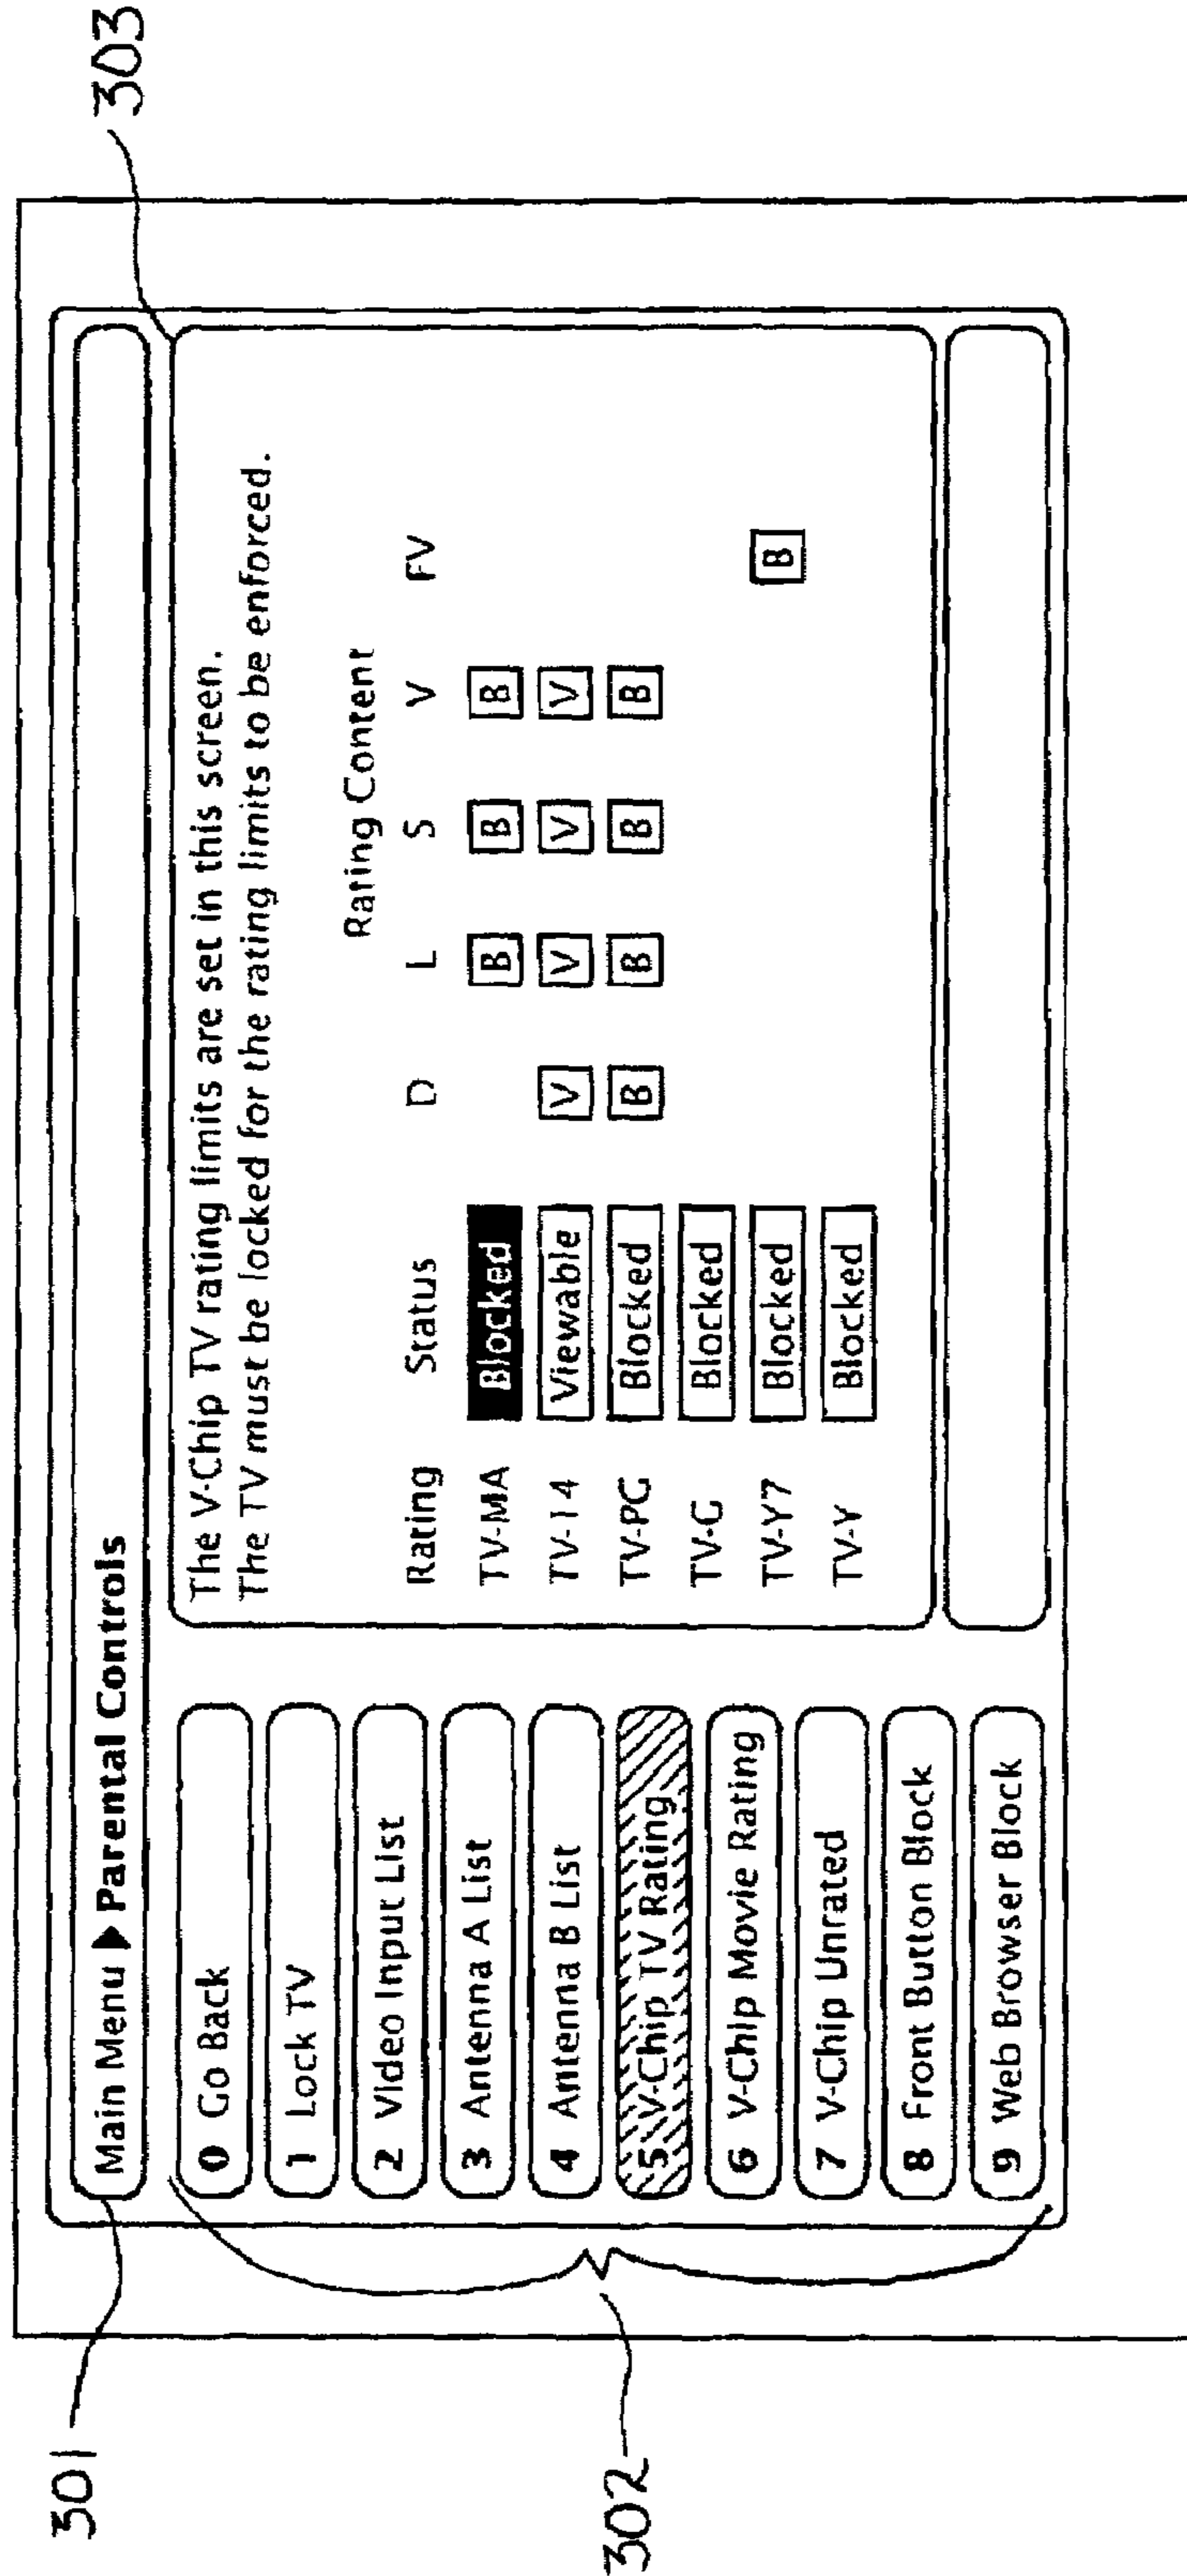 303
301
302
Main Menu ▶ Parental Controls
0 Go Back
1 Lock TV
2 Video Input List
3 Antenna A List
4 Antenna B List
5 V-Chip TV Rating
6 V-Chip Movie Rating
7 V-Chip Unrated
8 Front Button Block
9 Web Browser Block
The V-Chip TV rating limits are set in this screen.
The TV must be locked for the rating limits to be enforced.
Rating Content
Rating Status D L S V FV
TV-MA Blocked B B B
TV-14 Viewable V V V V
TV-PG Blocked B B B B
TV-G Blocked
TV-Y7 Blocked B
TV-Y Blocked